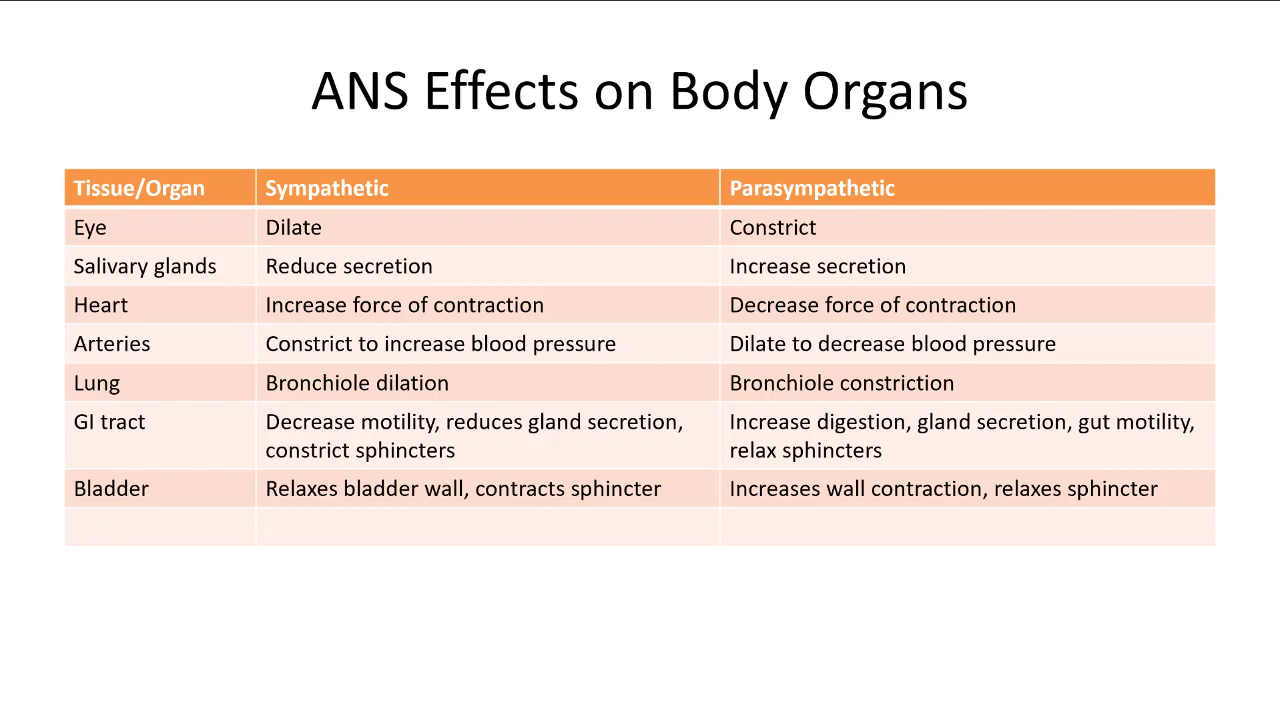 ANS Effects on Body Organs
Tissue/Organ Sympathetic Parasympathetic
Eye Dilate Constrict
Salivary glands Reduce secretion Increase secretion
Heart Increase force of contraction Decrease force of contraction
Arteries Constrict to increase blood pressure Dilate to decrease blood pressure
Lung Bronchiole dilation Bronchiole constriction
GI tract Decrease motility, reduces gland secretion, Increase digestion, gland secretion, gut motility,
constrict sphincters relax sphincters
Bladder Relaxes bladder wall, contracts sphincter Increases wall contraction, relaxes sphincter